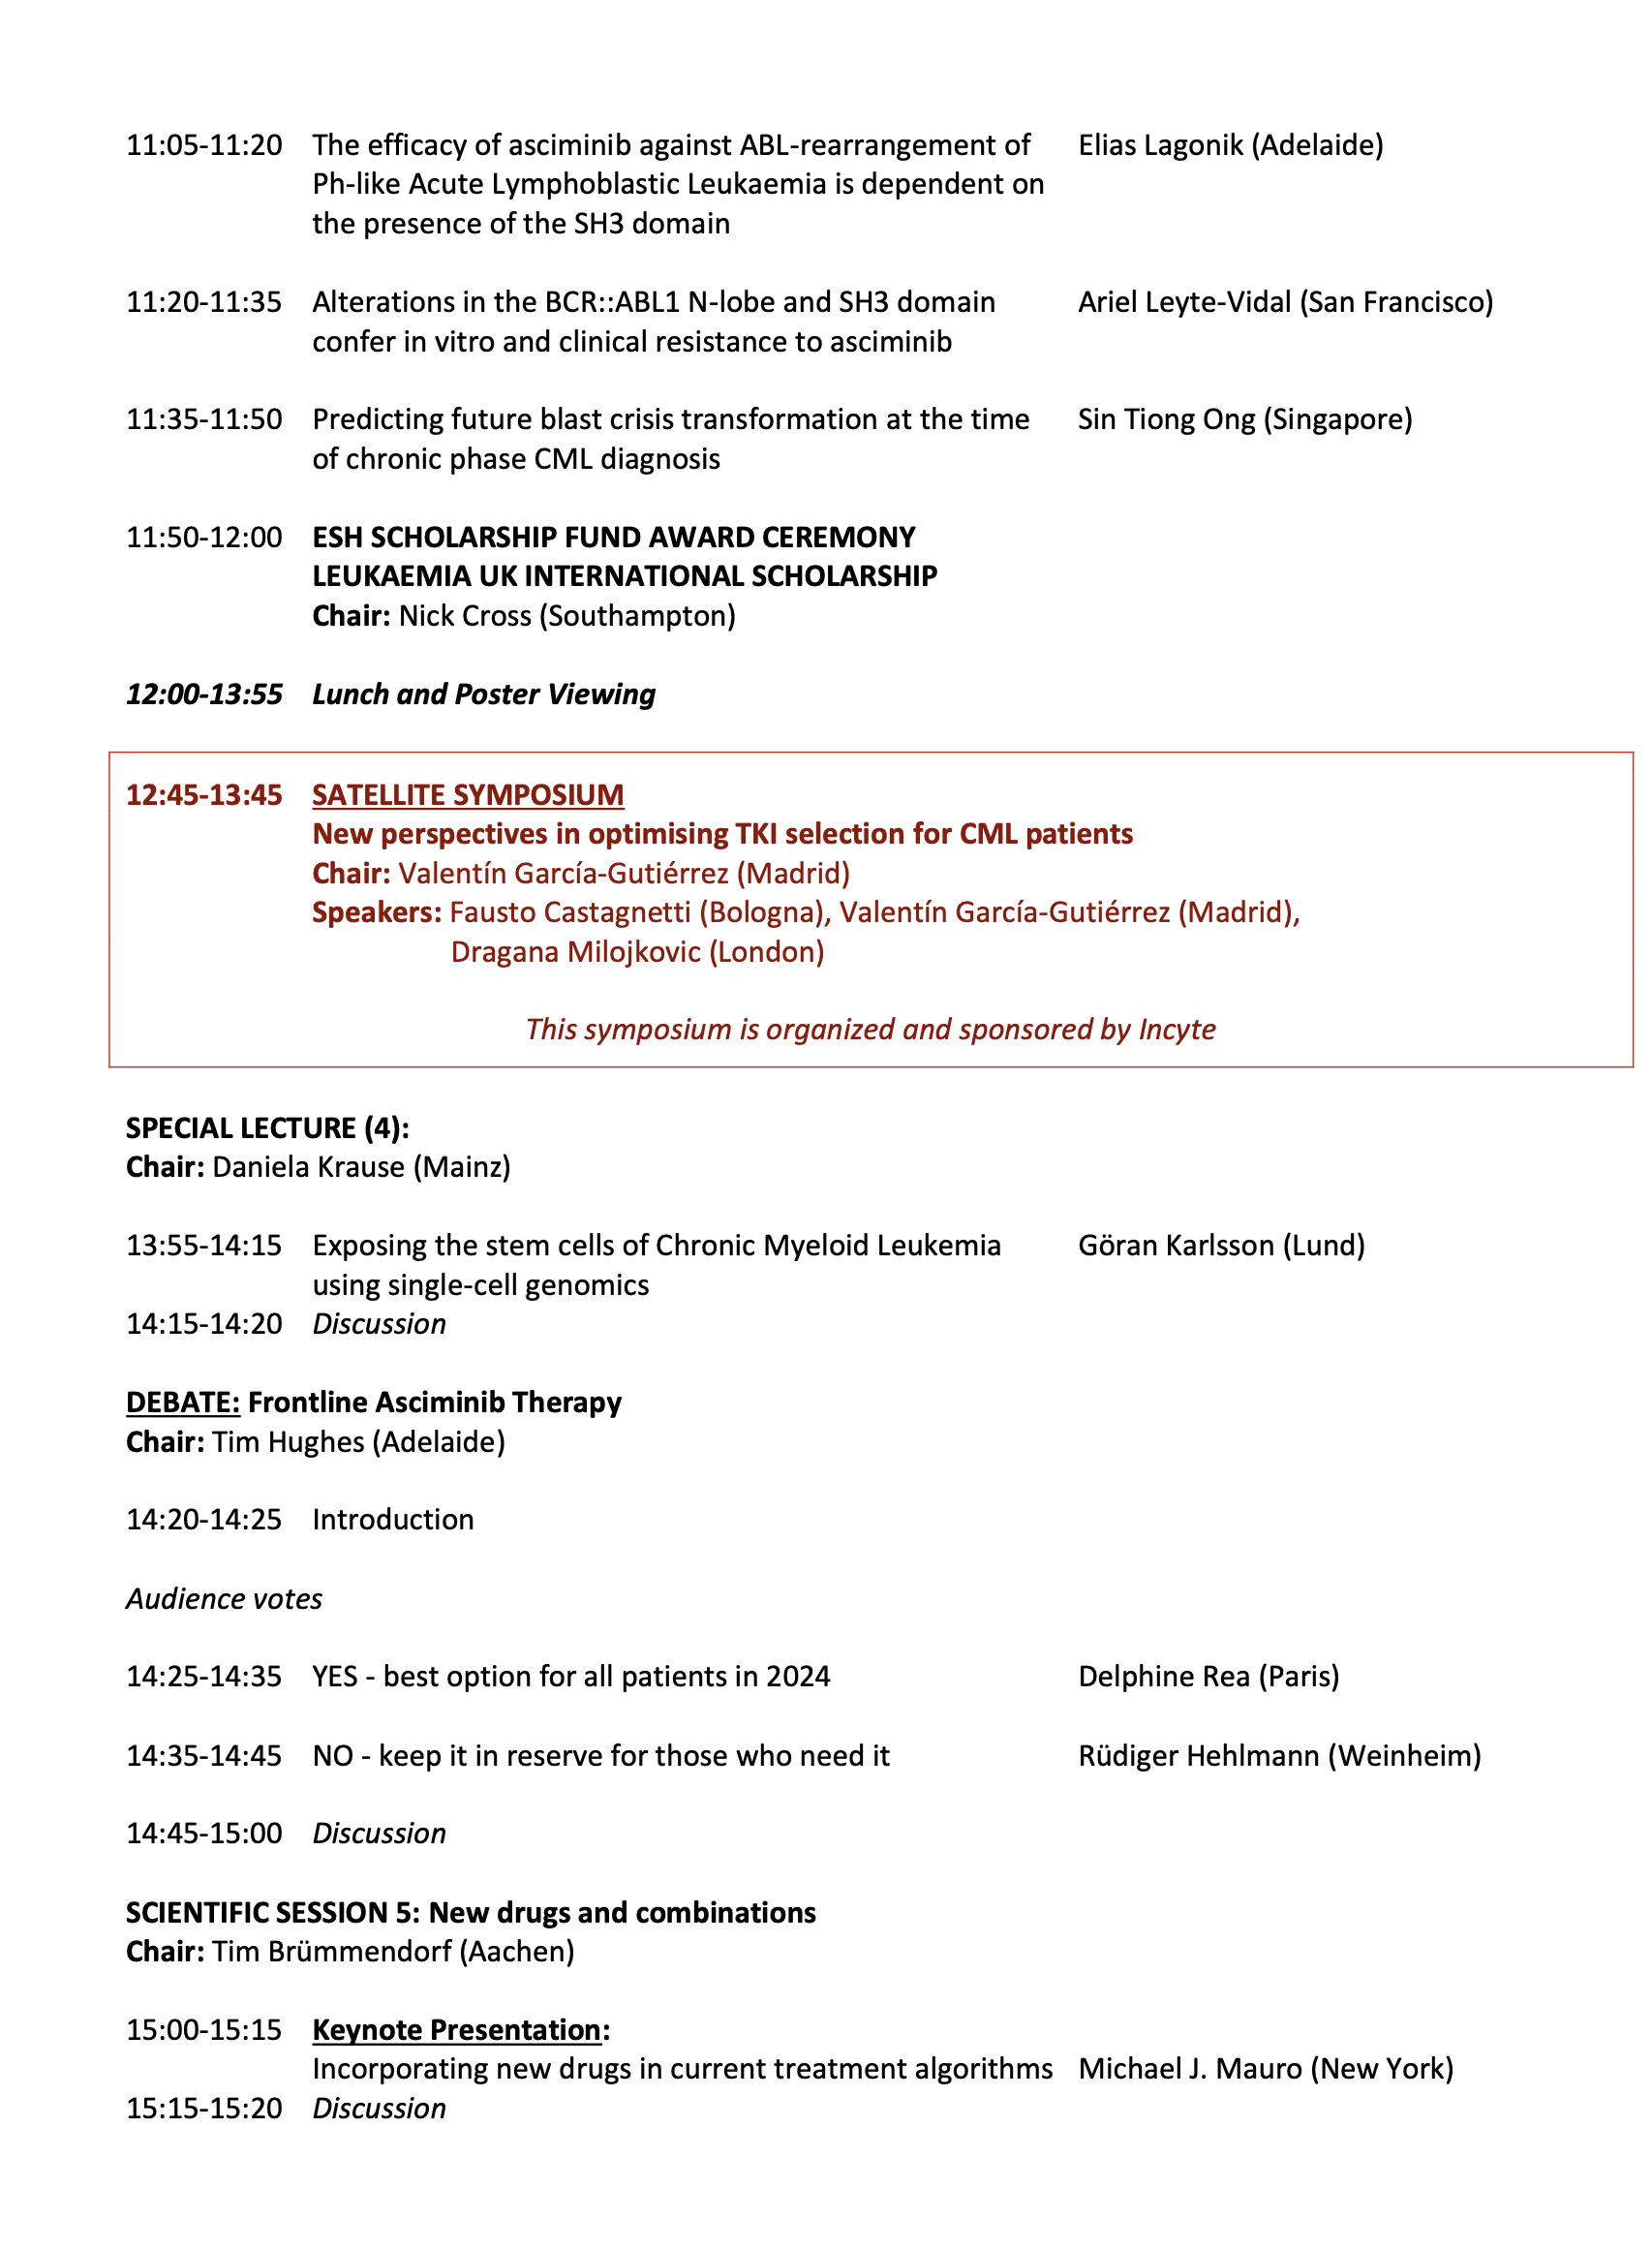 11:05-11:20 The efficacy of asciminib against ABL-rearrangement of Elias Lagonik (Adelaide)
Ph-like Acute Lymphoblastic Leukaemia is dependent on
the presence of the SH3 domain
11:20-11:35 Alterations in the BCR::ABL1 N-lobe and SH3 domain Ariel Leyte-Vidal (San Francisco)
confer in vitro and clinical resistance to asciminib
11:35-11:50 Predicting future blast crisis transformation at the time Sin Tiong Ong (Singapore)
of chronic phase CML diagnosis
11:50-12:00 ESH SCHOLARSHIP FUND AWARD CEREMONY
LEUKAEMIA UK INTERNATIONAL SCHOLARSHIP
Chair: Nick Cross (Southampton)
12:00-13:55 Lunch and Poster Viewing
12:45-13:45 SATELLITE SYMPOSIUM
New perspectives in optimising TKI selection for CML patients
Chair: Valentín García-Gutiérrez (Madrid)
Speakers: Fausto Castagnetti (Bologna), Valentín García-Gutiérrez (Madrid),
Dragana Milojkovic (London)
This symposium is organized and sponsored by Incyte
SPECIAL LECTURE (4):
Chair: Daniela Krause (Mainz)
13:55-14:15 Exposing the stem cells of Chronic Myeloid Leukemia Göran Karlsson (Lund)
using single-cell genomics
14:15-14:20 Discussion
DEBATE: Frontline Asciminib Therapy
Chair: Tim Hughes (Adelaide)
14:20-14:25 Introduction
Audience votes
14:25-14:35 YES - best option for all patients in 2024 Delphine Rea (Paris)
14:35-14:45 NO - keep it in reserve for those who need it Rüdiger Hehlmann (Weinheim)
14:45-15:00 Discussion
SCIENTIFIC SESSION 5: New drugs and combinations
Chair: Tim Brümmendorf (Aachen)
15:00-15:15 Keynote Presentation:
Incorporating new drugs in current treatment algorithms Michael J. Mauro (New York)
15:15-15:20 Discussion